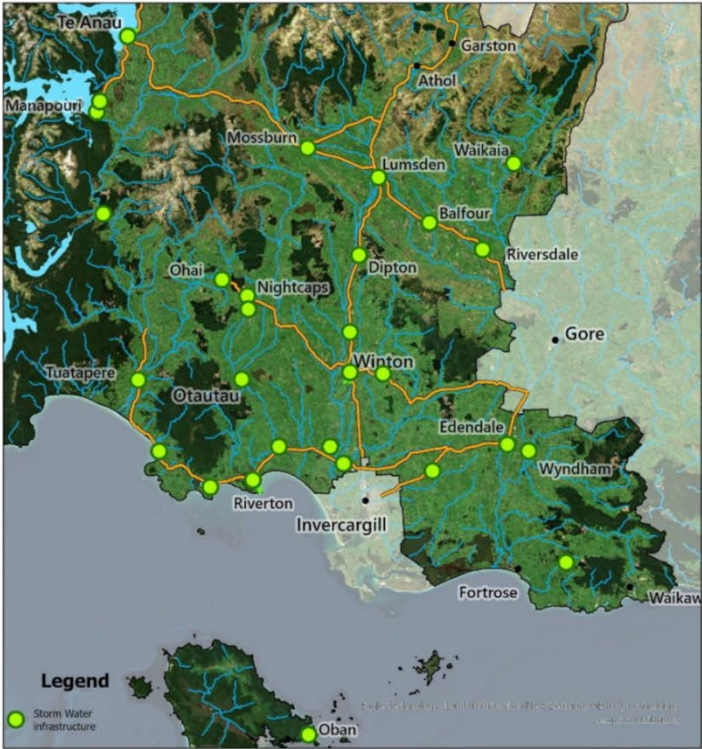 Te Anau
Garston
Athol
Manapouri
Mossburn
Waikaia
Lumsden
Balfour
Riversdale
Dipton
Ohai
Nightcaps
Gore
Winton
Tuatapere
Otautau
Edendale
Wyndham
Riverton
Invercargill
Fortrose
Waikaw
Legend
Storm Water
infrastructure
Oban